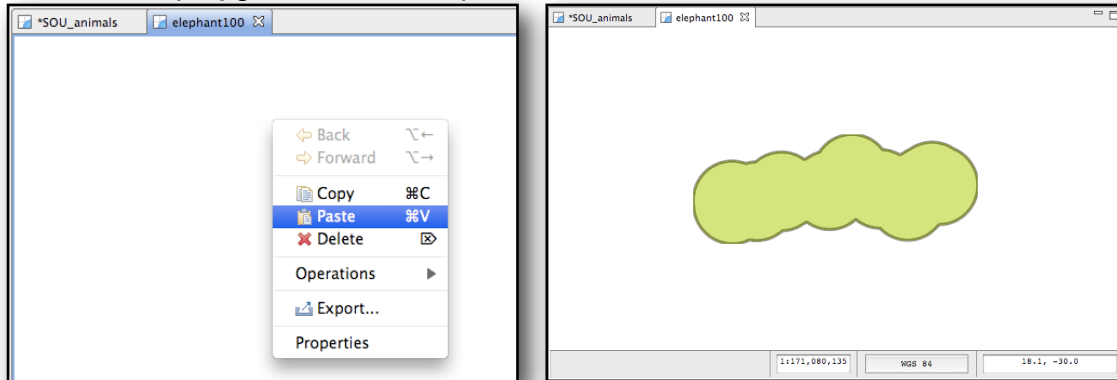 *SOU_animals elephant100
Back
Forward
Copy ⌘C
Paste ⌘V
Delete
Operations
Export...
Properties
*SOU_animals elephant100
1:171,080,135 WGS 84 18.1, -30.0